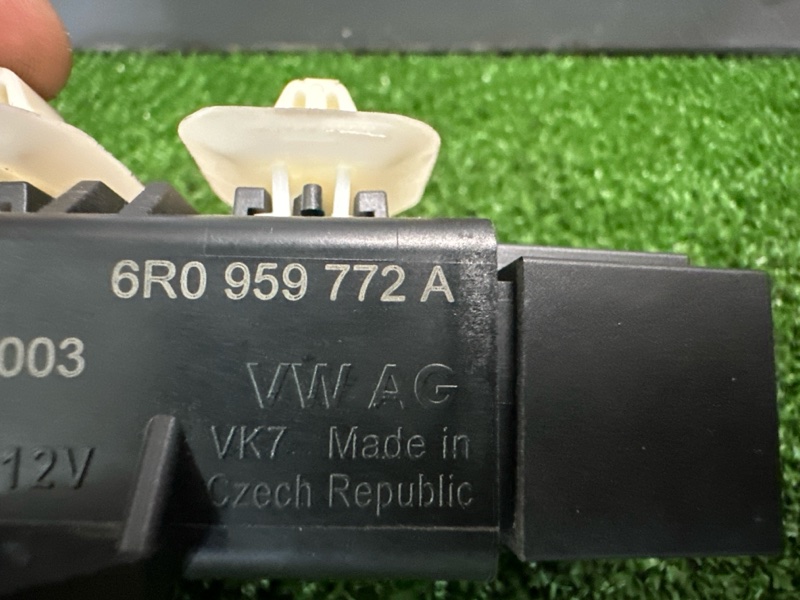 6R0 959 772 A
003
VW AG
12V
VK7 Made in
Czech Republic